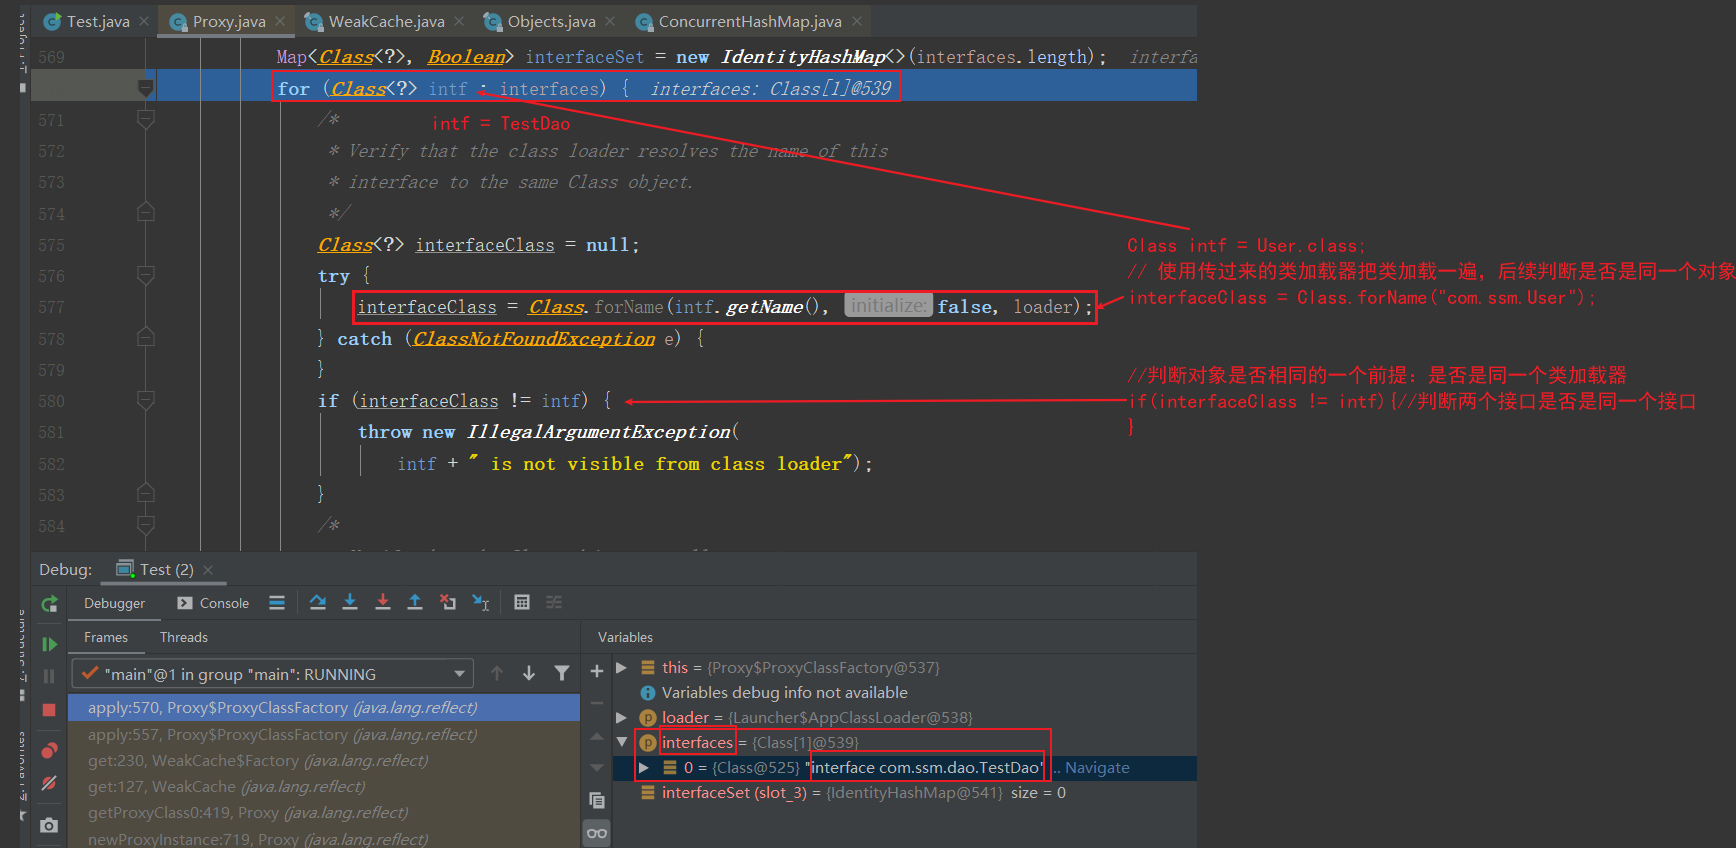 Test.java
Proxy.java
WeakCache.java
Objects.java
ConcurrentHashMap.java
569 Map<Class<?>, Boolean> interfaceSet = new IdentityHashMap<>(interfaces.length); interfa
for (Class<?> intf : interfaces) { interfaces: Class[1]@539
571 /*
intf = TestDao
572 * Verify that the class loader resolves the name of this
573 * interface to the same Class object.
574 */
575 Class<?> interfaceClass = null;
Class intf = User.class;
576 try {
// 使用传过来的类加载器把类加载一遍，后续判断是否是同一个对象
577 interfaceClass = Class.forName(intf.getName(), initialize: false, loader);
interfaceClass = Class.forName("com.ssm.User");
578 } catch (ClassNotFoundException e) {
579 }
//判断对象是否相同的一个前提：是否是同一个类加载器
580 if (interfaceClass != intf) {
if(interfaceClass != intf){//判断两个接口是否是同一个接口
}
581 throw new IllegalArgumentException(
582 intf + " is not visible from class loader");
583 }
584 /*
Debug: Test (2)
Debugger Console
Frames Threads
Variables
"main"@1 in group "main": RUNNING
apply:570, Proxy$ProxyClassFactory (java.lang.reflect)
apply:557, Proxy$ProxyClassFactory (java.lang.reflect)
get:230, WeakCache$Factory (java.lang.reflect)
get:127, WeakCache (java.lang.reflect)
getProxyClass0:419, Proxy (java.lang.reflect)
newProxyInstance:719, Proxy (java.lang.reflect)
this = {Proxy$ProxyClassFactory@537}
Variables debug info not available
loader = {Launcher$AppClassLoader@538}
interfaces = {Class[1]@539}
0 = {Class@525} "interface com.ssm.dao.TestDao" ... Navigate
interfaceSet (slot_3) = {IdentityHashMap@541} size = 0